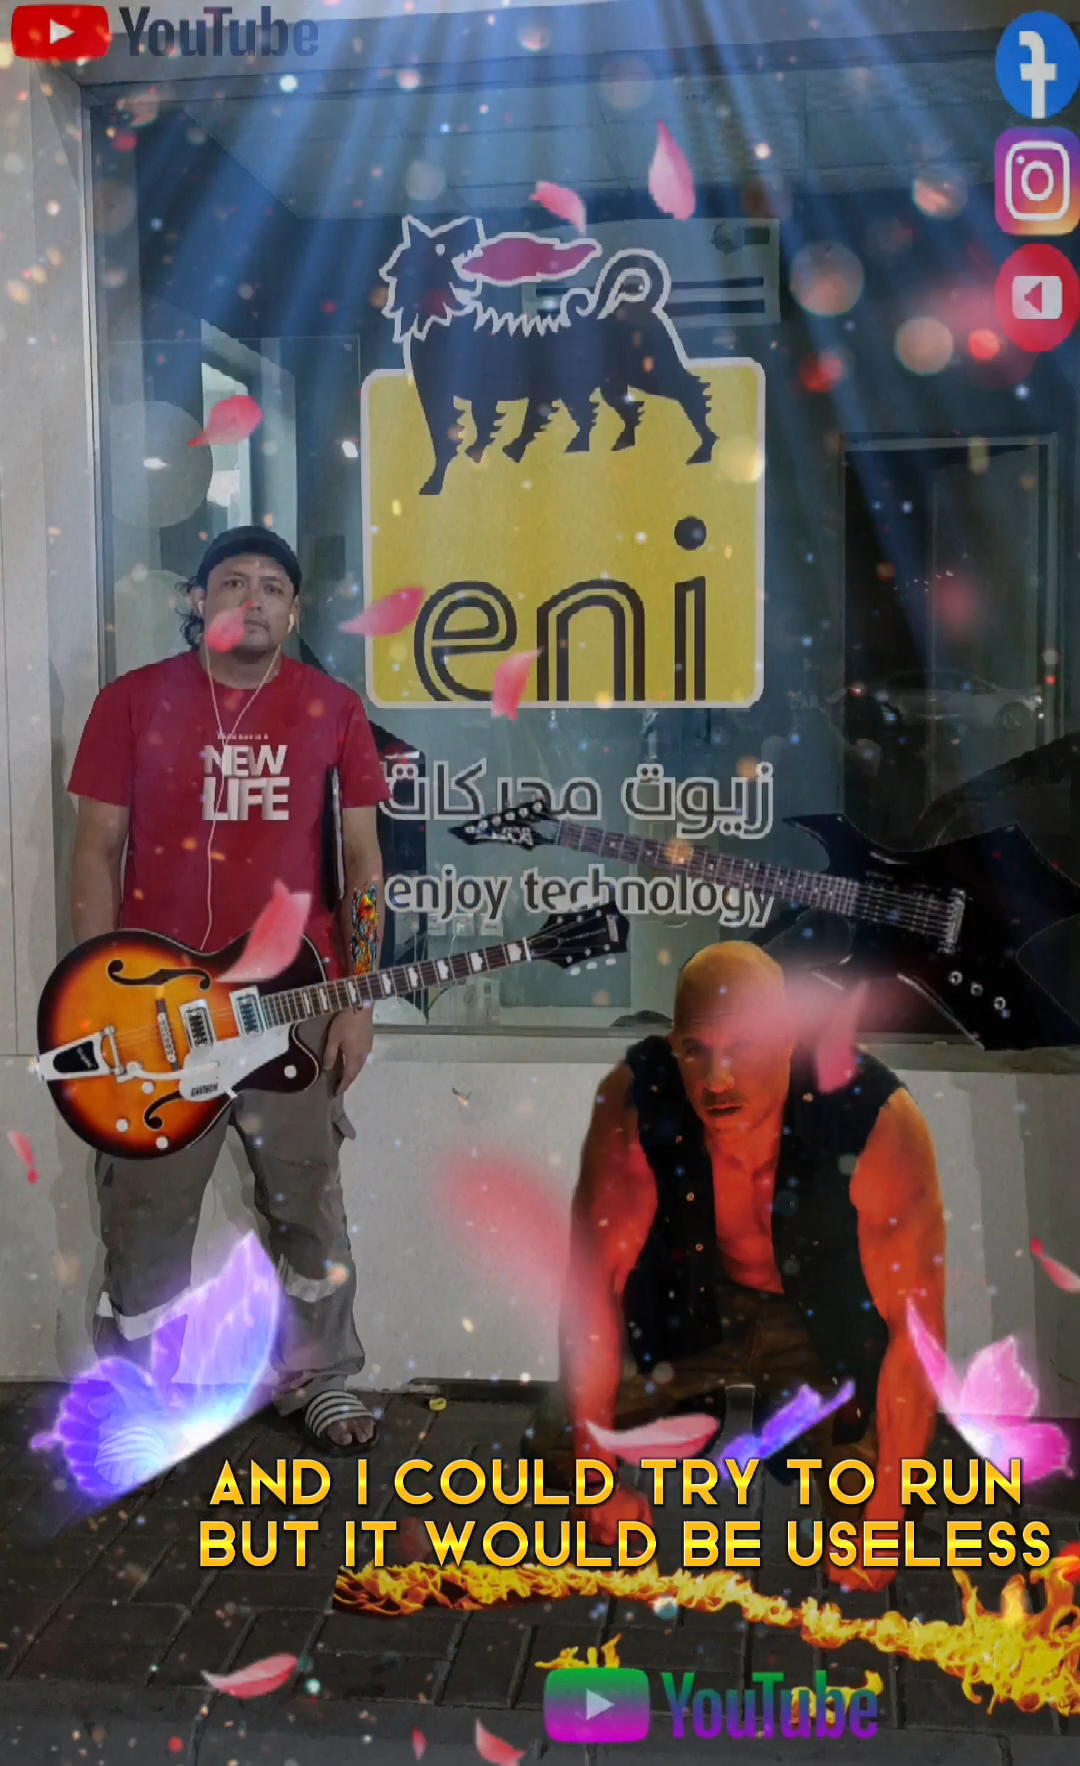 YouTube
NEW
LIFE
eni
زيوت محركات
enjoy technology
AND I COULD TRY TO RUN
BUT IT WOULD BE USELESS
YouTube